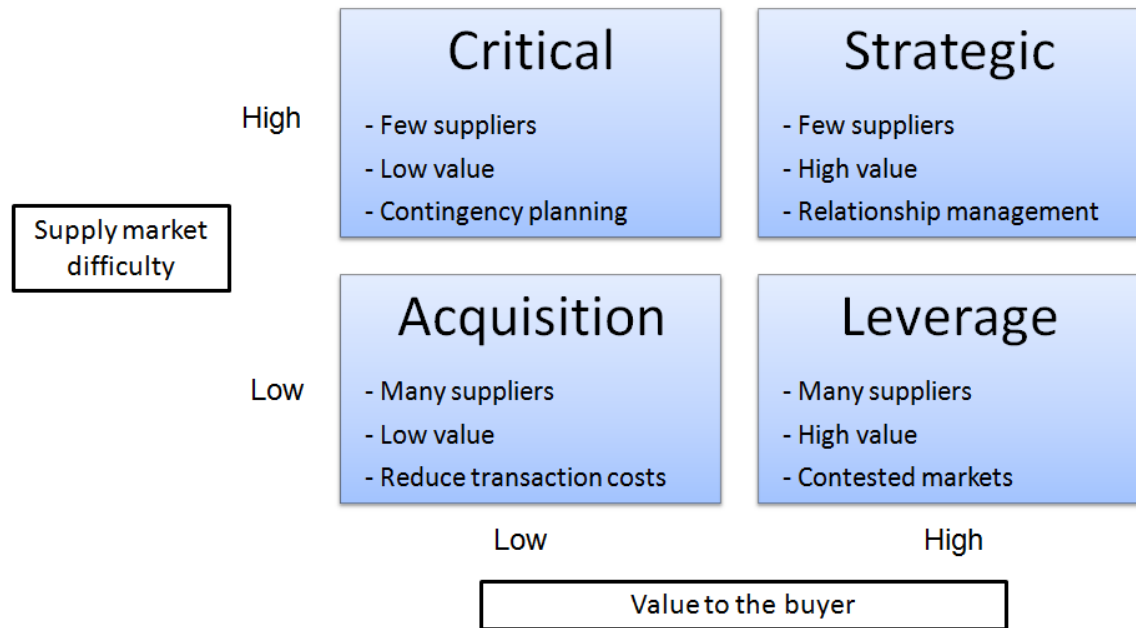 Critical
- Few suppliers
- Low value
- Contingency planning
Strategic
- Few suppliers
- High value
- Relationship management
High
Supply market
difficulty
Acquisition
- Many suppliers
- Low value
- Reduce transaction costs
Leverage
- Many suppliers
- High value
- Contested markets
Low
Low
High
Value to the buyer